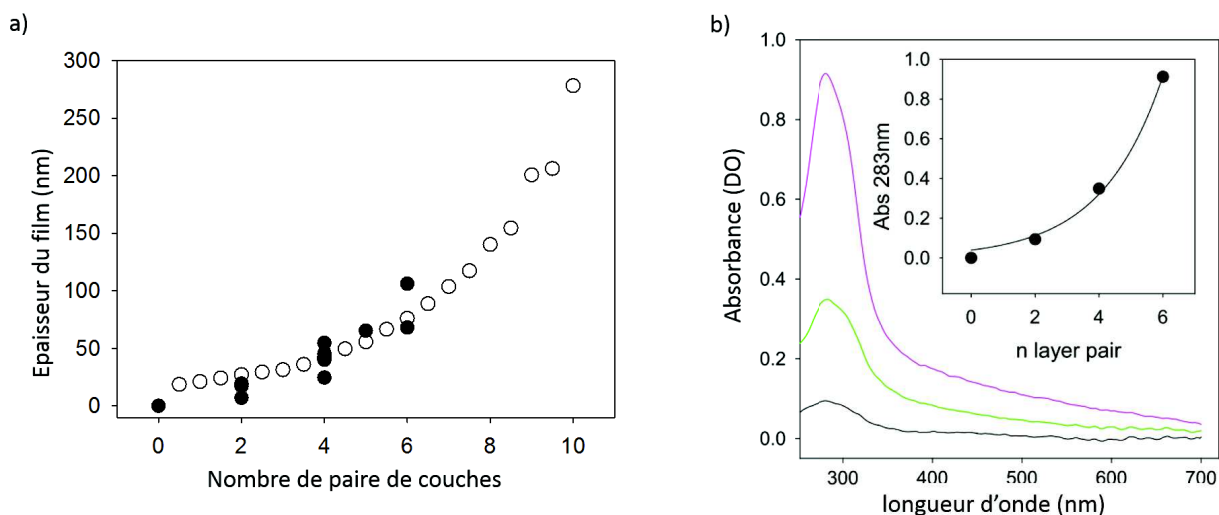 a)
300
250
200
150
100
50
0
Epaisseur du film (nm)
0 2 4 6 8 10
Nombre de paire de couches
b)
1.0
0.8
0.6
0.4
0.2
0.0
Absorbance (DO)
300 400 500 600 700
longueur d'onde (nm)
1.0
0.8
0.6
0.4
0.2
0.0
Abs 283nm
0 2 4 6
n layer pair